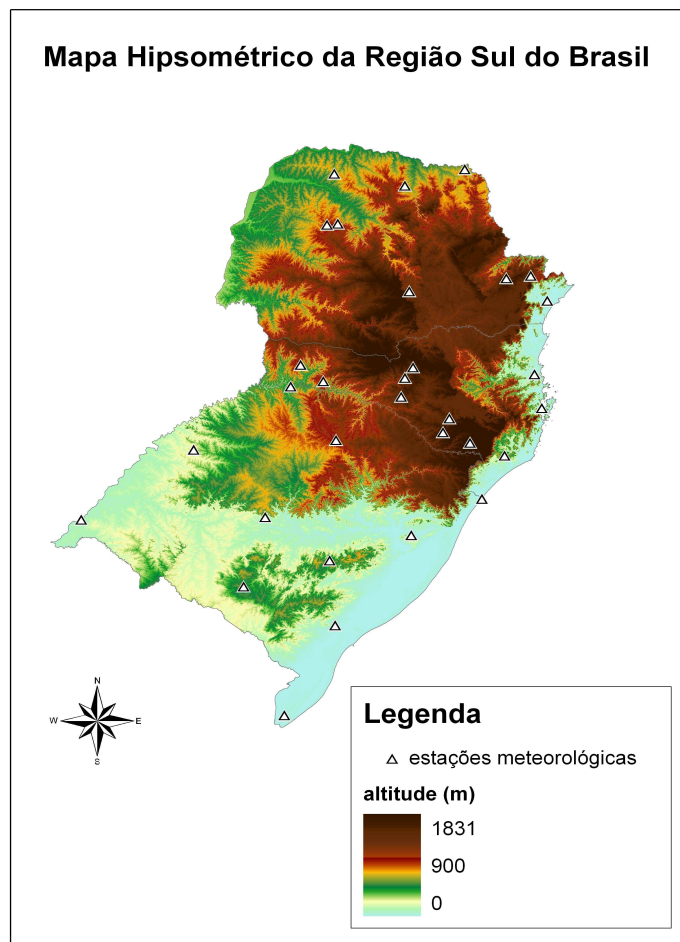 Mapa Hipsométrico da Região Sul do Brasil
N
W E
S
Legenda
estações meteorológicas
altitude (m)
1831
900
0